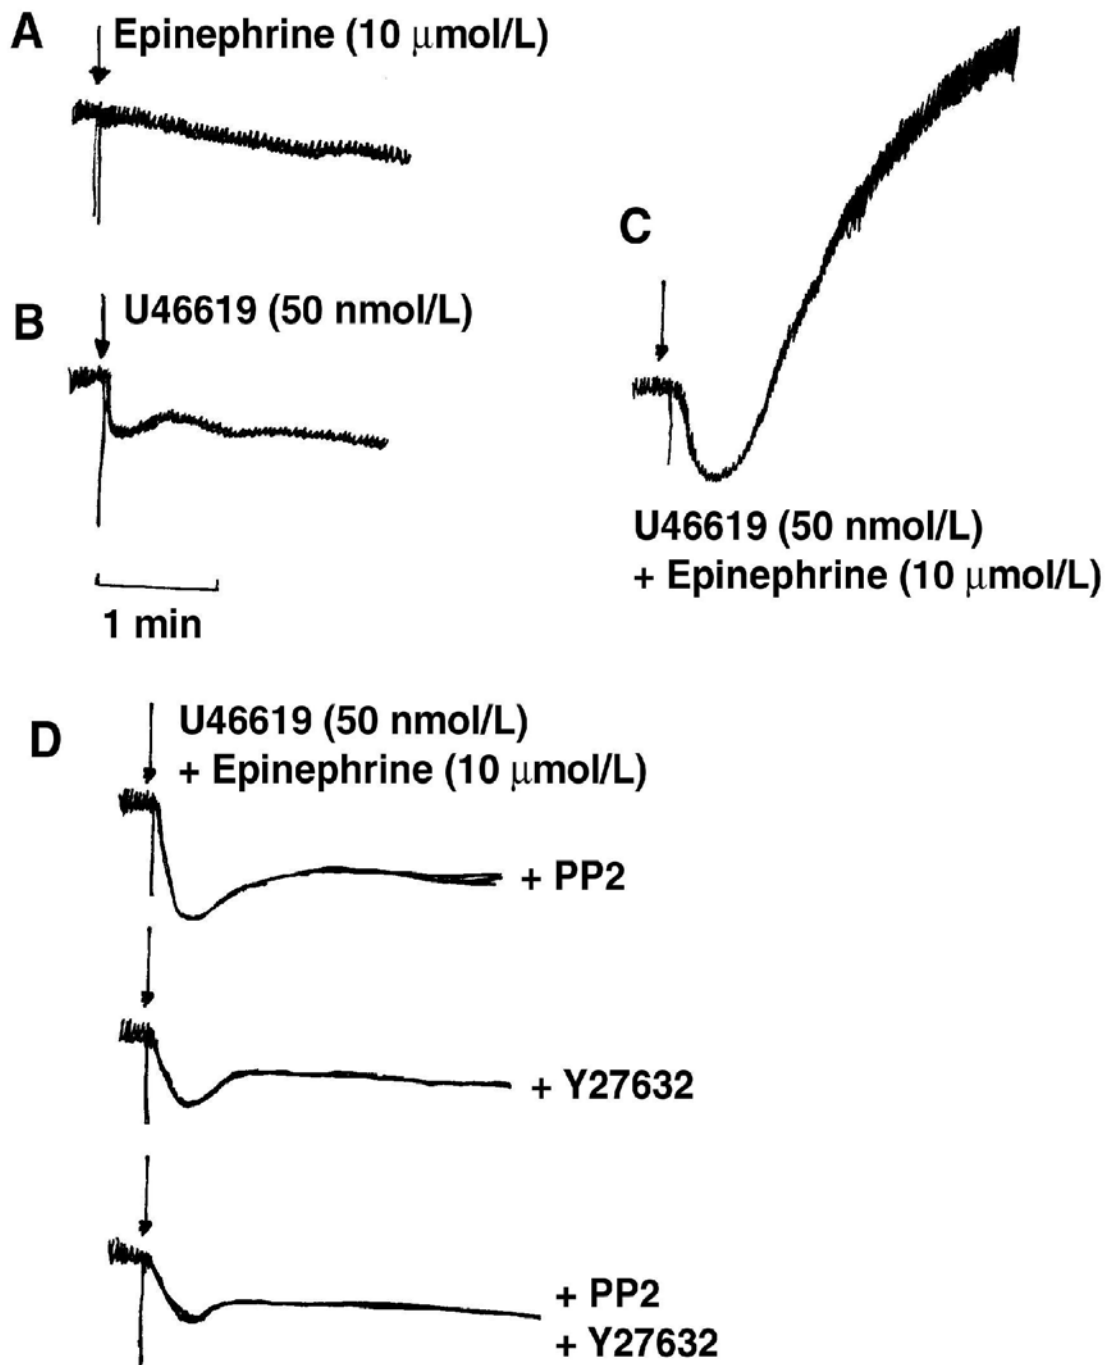 A
Epinephrine (10 μmol/L)
B
U46619 (50 nmol/L)
1 min
C
U46619 (50 nmol/L)
+ Epinephrine (10 μmol/L)
D
U46619 (50 nmol/L)
+ Epinephrine (10 μmol/L)
+ PP2
+ Y27632
+ PP2
+ Y27632